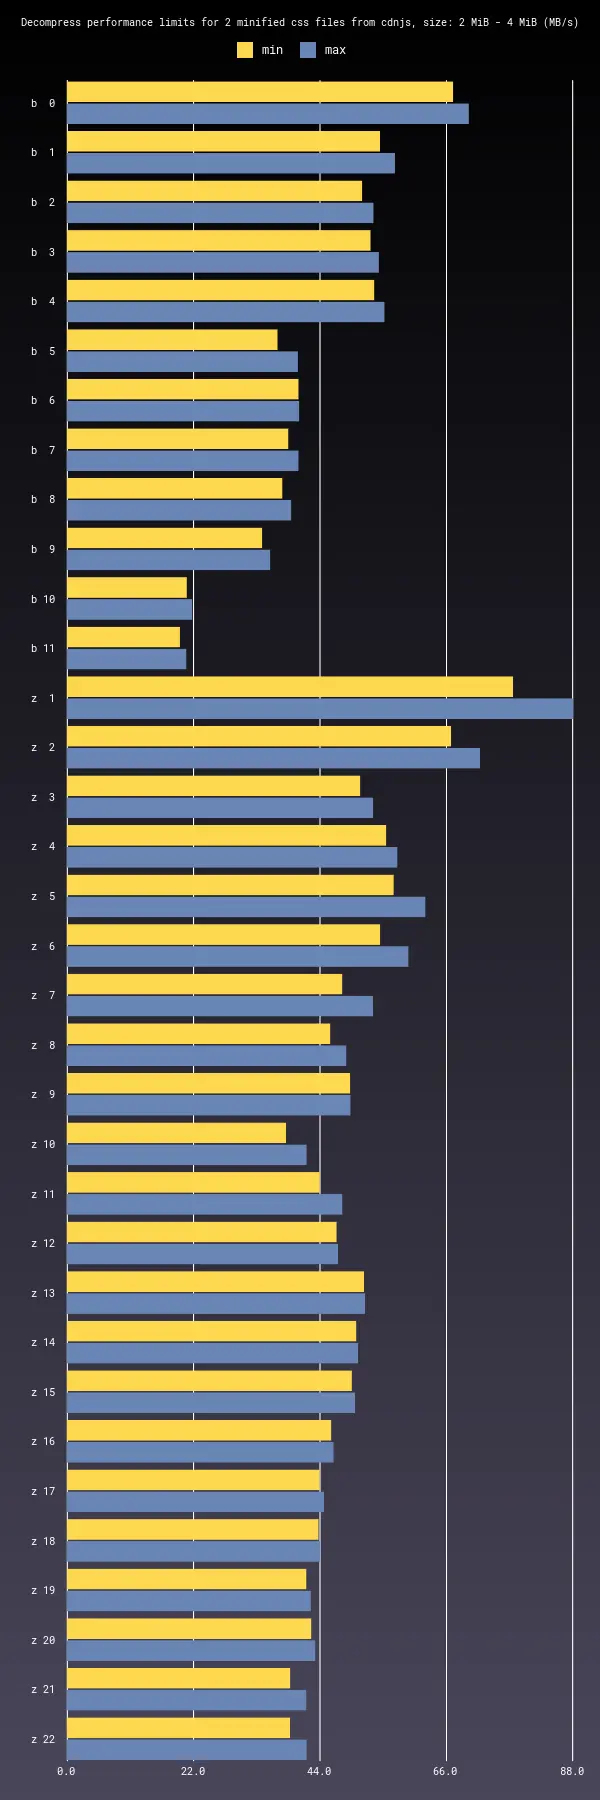 Decompress performance limits for 2 minified css files from cdnjs, size: 2 MiB - 4 MiB (MB/s)
min max
b 0
b 1
b 2
b 3
b 4
b 5
b 6
b 7
b 8
b 9
b 10
b 11
z 1
z 2
z 3
z 4
z 5
z 6
z 7
z 8
z 9
z 10
z 11
z 12
z 13
z 14
z 15
z 16
z 17
z 18
z 19
z 20
z 21
z 22
0.0 22.0 44.0 66.0 88.0